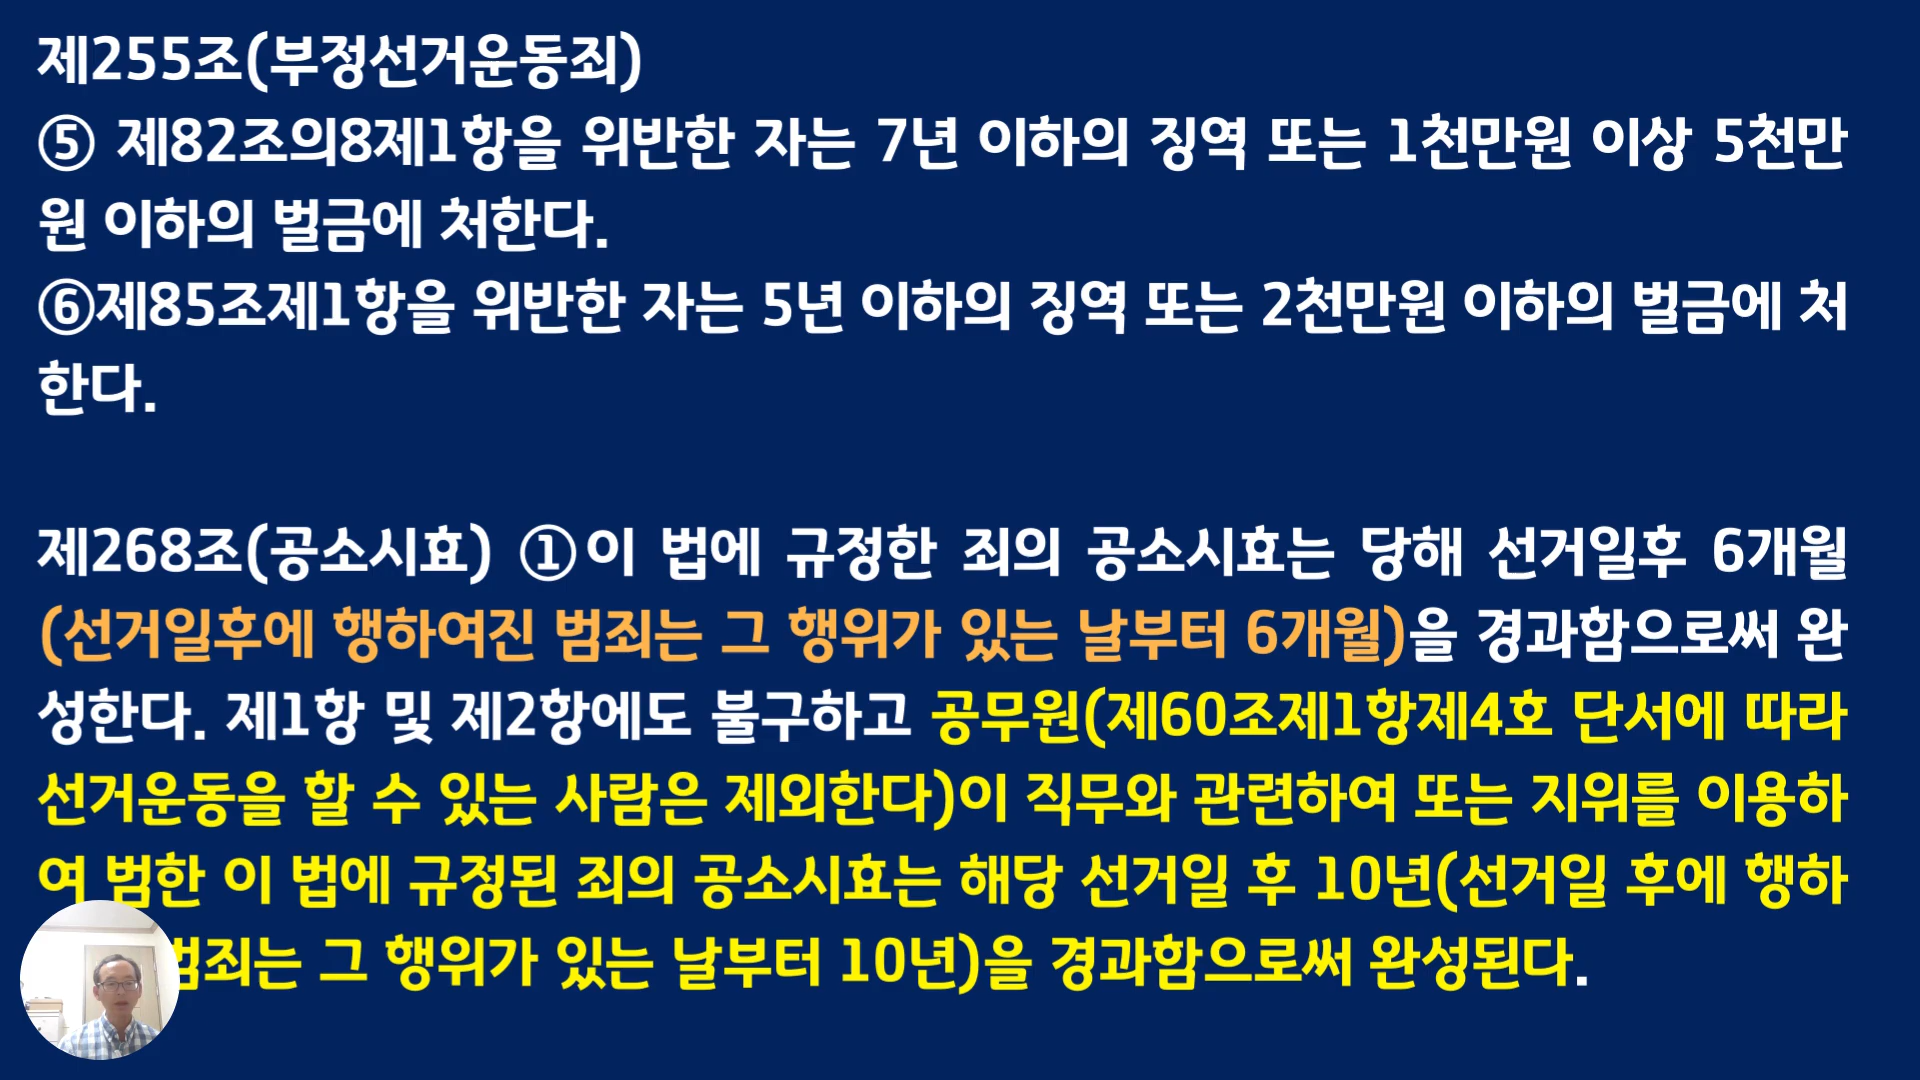 제255조(부정선거운동죄)
⑤ 제82조의8제1항을 위반한 자는 7년 이하의 징역 또는 1천만원 이상 5천만
원 이하의 벌금에 처한다.
⑥제85조제1항을 위반한 자는 5년 이하의 징역 또는 2천만원 이하의 벌금에 처
한다.
제268조(공소시효) ①이 법에 규정한 죄의 공소시효는 당해 선거일후 6개월
(선거일후에 행하여진 범죄는 그 행위가 있는 날부터 6개월)을 경과함으로써 완
성한다. 제1항 및 제2항에도 불구하고 공무원(제60조제1항제4호 단서에 따라
선거운동을 할 수 있는 사람은 제외한다)이 직무와 관련하여 또는 지위를 이용하
여 범한 이 법에 규정된 죄의 공소시효는 해당 선거일 후 10년(선거일 후에 행하
범죄는 그 행위가 있는 날부터 10년)을 경과함으로써 완성된다.